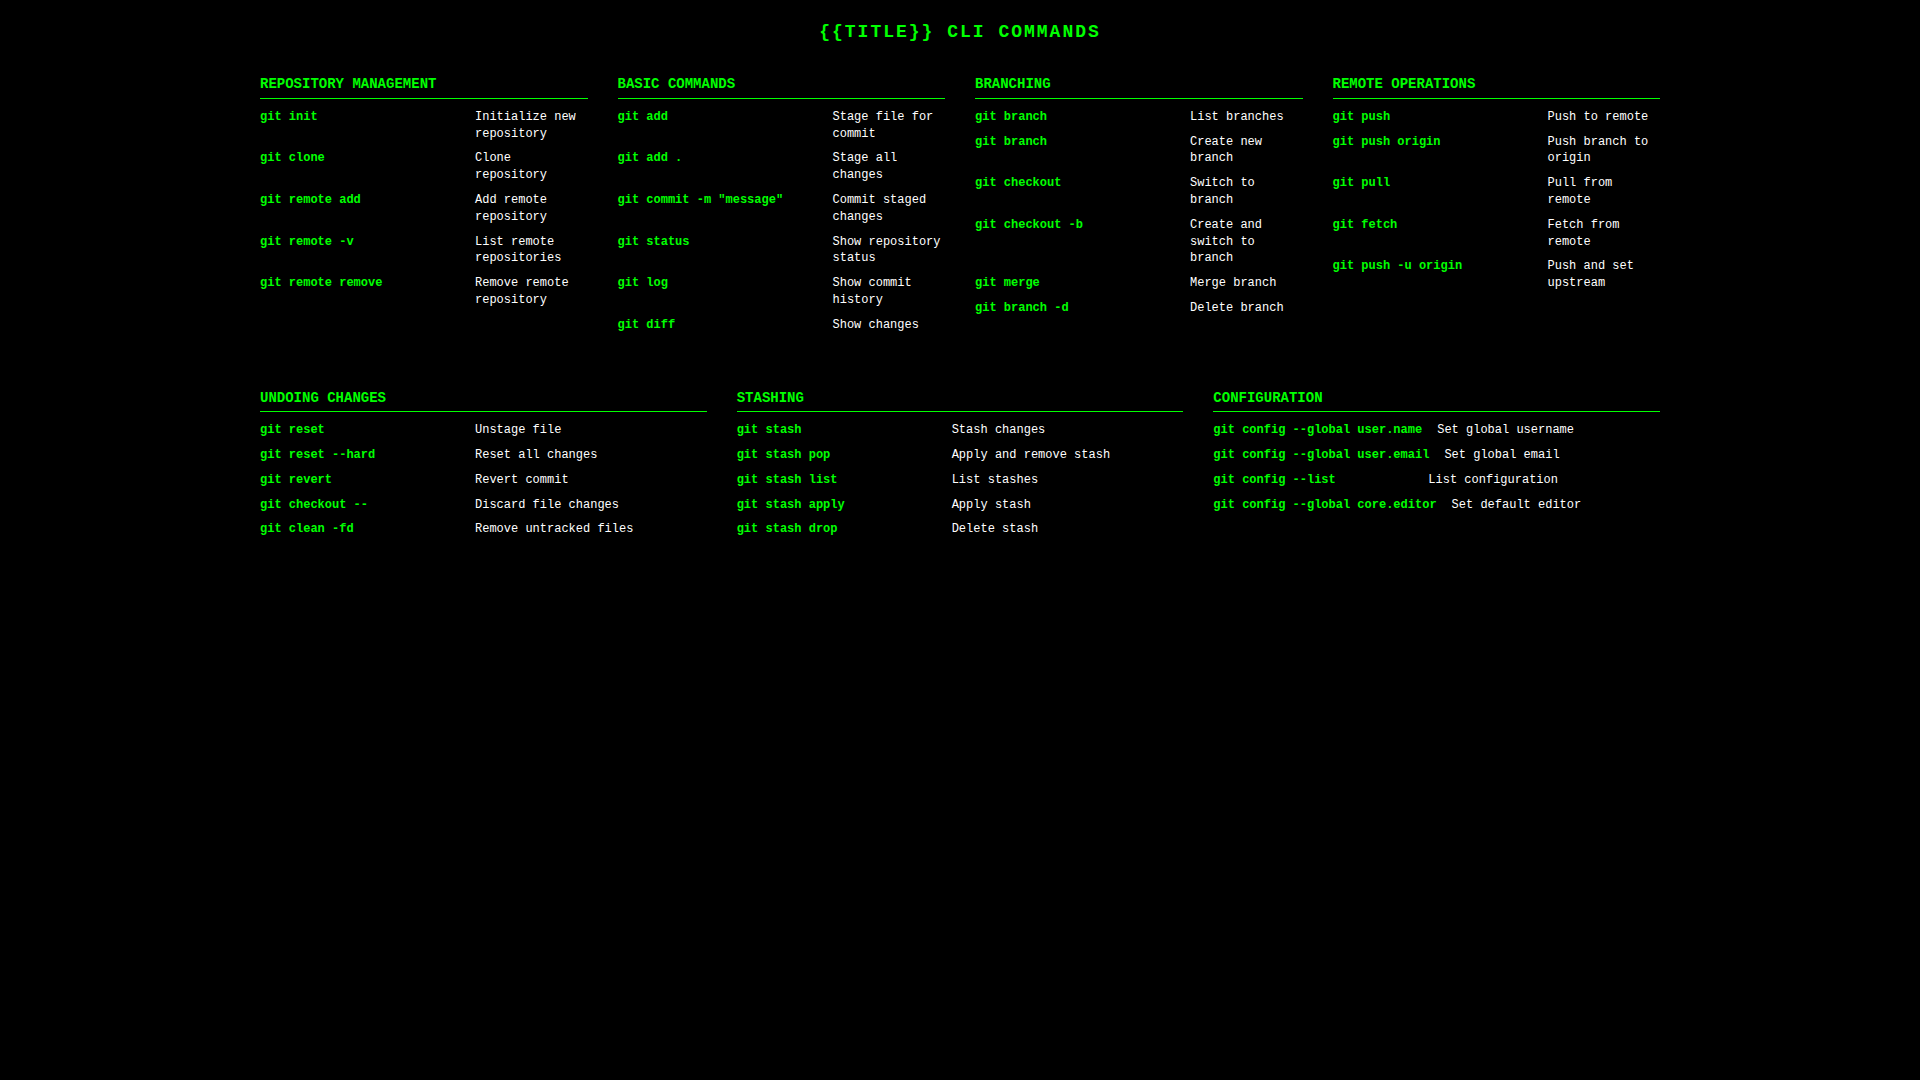 {{TITLE}} CLI COMMANDS
REPOSITORY MANAGEMENT
git init Initialize new
repository
git clone Clone
repository
git remote add Add remote
repository
git remote -v List remote
repositories
git remote remove Remove remote
repository
BASIC COMMANDS
git add Stage file for
commit
git add . Stage all
changes
git commit -m "message" Commit staged
changes
git status Show repository
status
git log Show commit
history
git diff Show changes
BRANCHING
git branch List branches
git branch Create new
branch
git checkout Switch to
branch
git checkout -b Create and
switch to
branch
git merge Merge branch
git branch -d Delete branch
REMOTE OPERATIONS
git push Push to remote
git push origin Push branch to
origin
git pull Pull from
remote
git fetch Fetch from
remote
git push -u origin Push and set
upstream
UNDOING CHANGES
git reset Unstage file
git reset --hard Reset all changes
git revert Revert commit
git checkout -- Discard file changes
git clean -fd Remove untracked files
STASHING
git stash Stash changes
git stash pop Apply and remove stash
git stash list List stashes
git stash apply Apply stash
git stash drop Delete stash
CONFIGURATION
git config --global user.name Set global username
git config --global user.email Set global email
git config --list List configuration
git config --global core.editor Set default editor